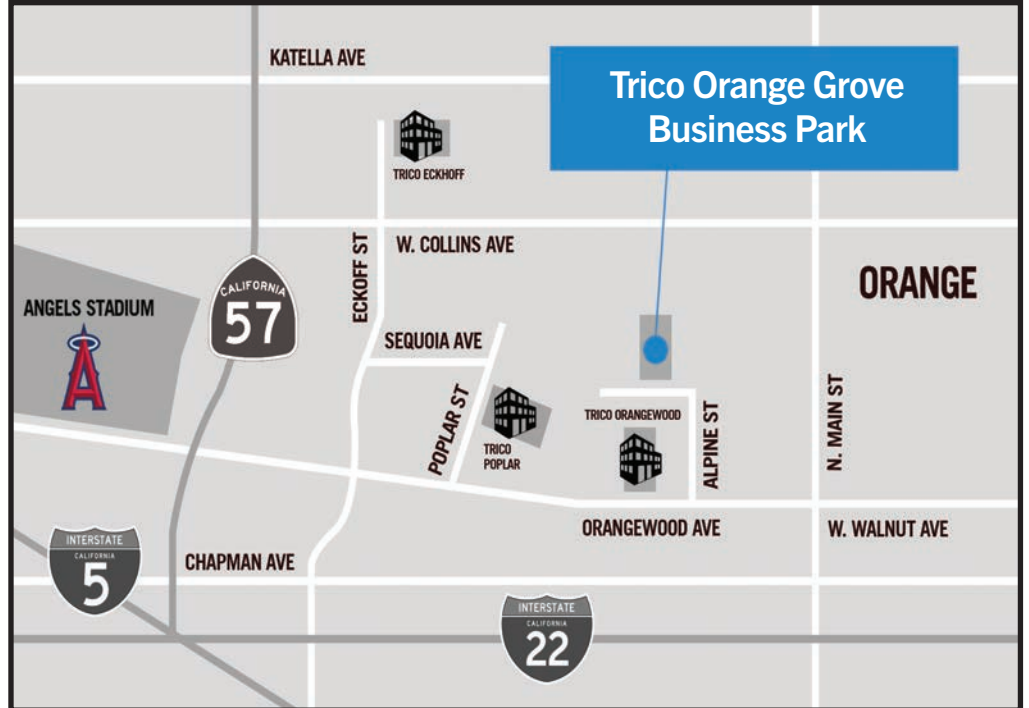 KATELLA AVE
Trico Orange Grove
Business Park
TRICO ECKHOFF
ECKOFF ST
W. COLLINS AVE
ORANGE
ANGELS STADIUM
A
CALIFORNIA
57
SEQUOIA AVE
POPLAR ST
TRICO
POPLAR
TRICO ORANGEWOOD
ALPINE ST
N. MAIN ST
ORANGEWOOD AVE
W. WALNUT AVE
INTERSTATE
CALIFORNIA
5
CHAPMAN AVE
INTERSTATE
CALIFORNIA
22